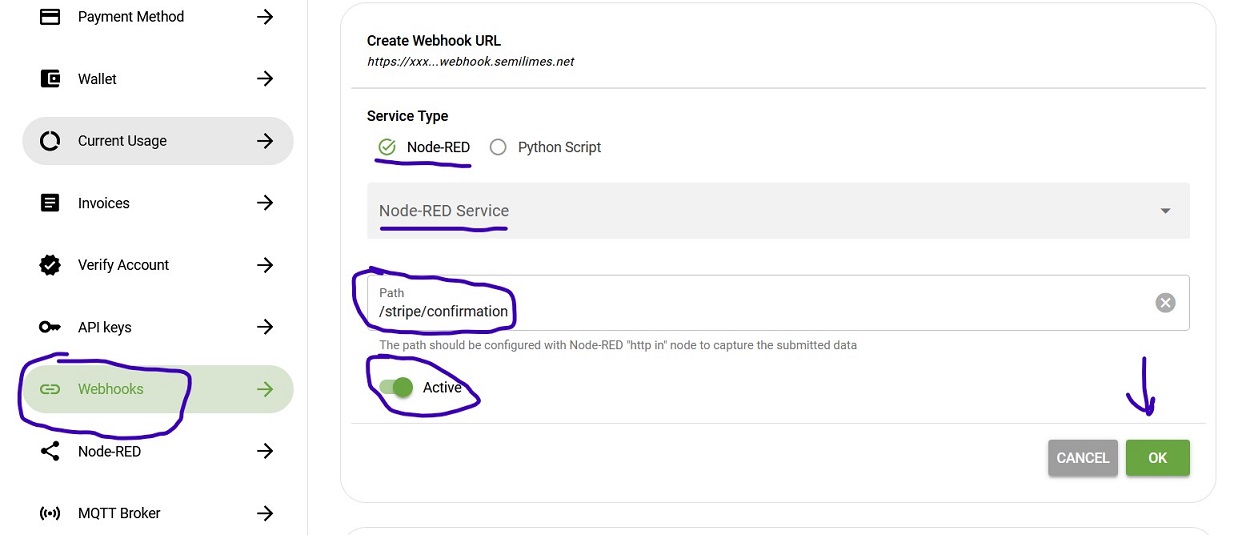 Payment Method
Wallet
Current Usage
Invoices
Verify Account
API keys
Webhooks
Node-RED
MQTT Broker
Create Webhook URL
https://xxx...webhook.semilimes.net
Service Type
Node-RED Python Script
Node-RED Service
Path
/stripe/confirmation
The path should be configured with Node-RED "http in" node to capture the submitted data
Active
CANCEL OK